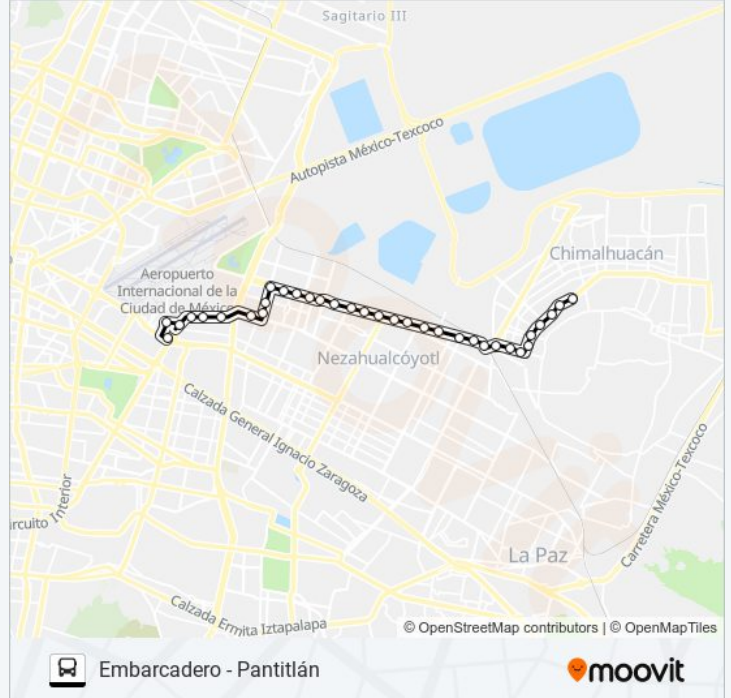 Sagitario III
Autopista México-Texcoco
Chimalhuacán
Aeropuerto
Internacional de la
Ciudad de México
Nezahualcóyotl
Calzada General Ignacio Zaragoza
Carretera México-Texcoco
rcuito Interior
La Paz
Calzada Ermita Iztapalapa
© OpenStreetMap contributors | © OpenMapTiles
Embarcadero - Pantitlán
moovit